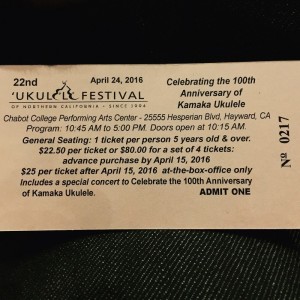 22nd
April 24, 2016
'UKULELE FESTIVAL
OF NORTHERN CALIFORNIA - SINCE 1994
Celebrating the 100th
Anniversary of
Kamaka Ukulele
Chabot College Performing Arts Center - 25555 Hesperian Blvd, Hayward, CA
Program: 10:45 AM to 5:00 PM. Doors open at 10:15 AM.
General Seating: 1 ticket per person 5 years old & over.
$22.50 per ticket or $80.00 for a set of 4 tickets:
advance purchase by April 15, 2016
$25 per ticket after April 15, 2016 at-the-box-office only
Includes a special concert to Celebrate the 100th Anniversary
of Kamaka Ukulele.
ADMIT ONE
Nº 0217